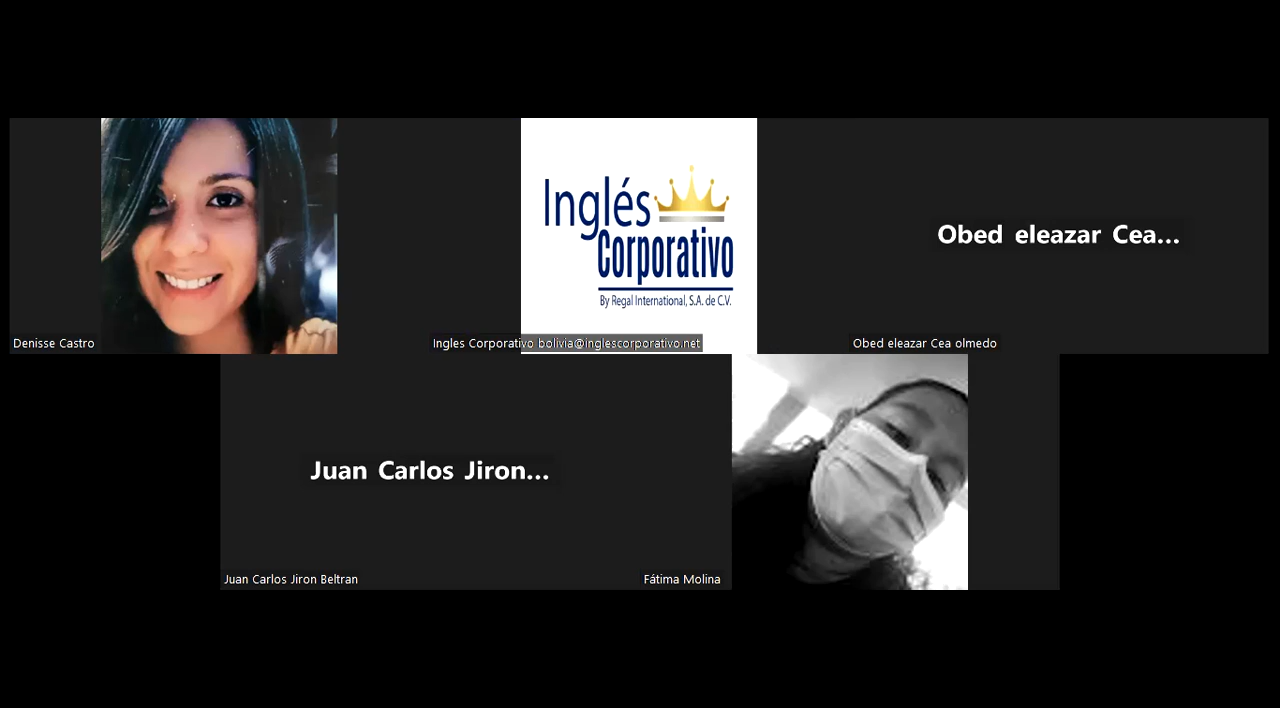 Inglés
Corporativo
By Regal International, S.A. de C.V.
Obed eleazar Cea...
Denisse Castro
Ingles Corporativo bolivia@inglescorporativo.net
Obed eleazar Cea olmedo
Juan Carlos Jiron...
Juan Carlos Jiron Beltran
Fátima Molina